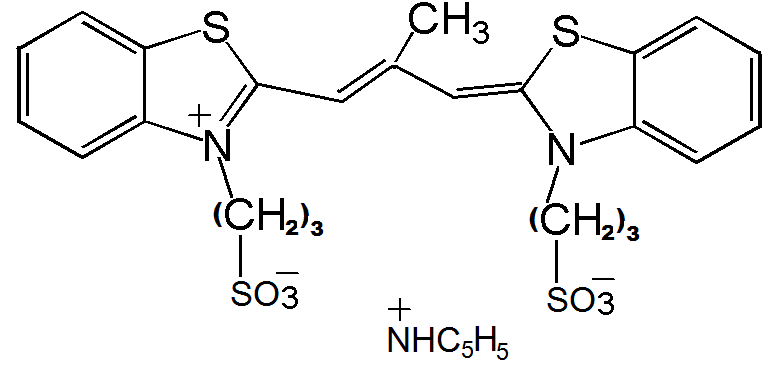 S CH₃ S
+
N N
(CH₂)₃ (CH₂)₃
SO3⁻ SO3⁻
+
NHC₅H₅